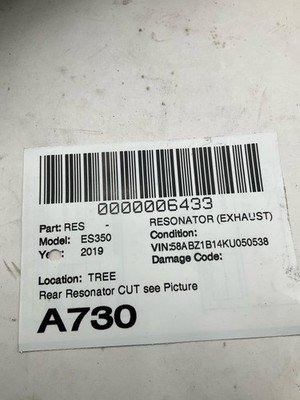 0000006433
Part: RES - RESONATOR (EXHAUST)
Model: ES350 Condition:
2019 VIN:58ABZ1B14KU050538
Damage Code:
Location: TREE
Rear Resonator CUT see Picture
A730